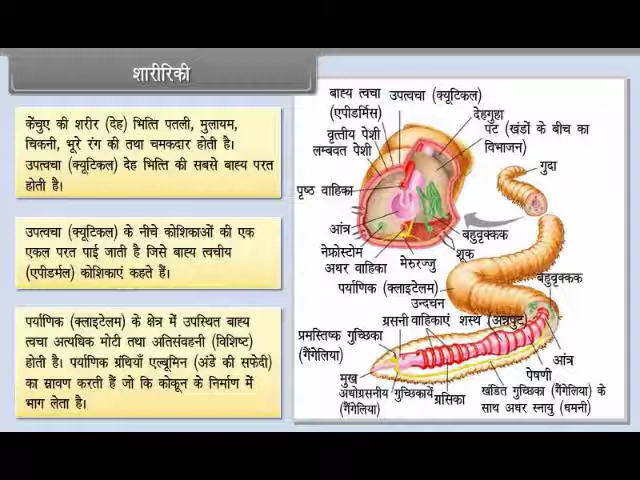 शारीरिकी
केंचुए की शरीर (देह) भित्ति पतली, मुलायम,
चिकनी, भूरे रंग की तथा चमकदार होती है।
उपत्वचा (क्यूटिकल) देह भित्ति की सबसे बाह्य परत
होती है।
उपत्वचा (क्यूटिकल) के नीचे कोशिकाओं की एक
एकल परत पाई जाती है जिसे बाह्य त्वचीय
(एपीडर्मल) कोशिकाएं कहते हैं।
पर्याणिक (क्लाइटेलम) के क्षेत्र में उपस्थित बाह्य
त्वचा अत्यधिक मोटी तथा अतिसंवहनी (विशिष्ट)
होती है। पर्याणिक ग्रंथियाँ एल्बूमिन (अंडे की सफेदी)
का स्रावण करती हैं जो कि कोकून के निर्माण में
भाग लेता है।
बाह्य त्वचा
(एपीडर्मिस)
उपत्वचा (क्यूटिकल)
देहगुहा
पट (खंडों के बीच का
विभाजन)
वृत्तीय पेशी
लम्बवत पेशी
गुदा
पृष्ठ वाहिका
आंत्र
नेफ्रोस्टोम
अधर वाहिका
मेरुरज्जु
शूक
बहुवृक्कक
पर्याणिक (क्लाइटेलम)
उन्दचन
बहुवृक्कक
ग्रसनी वाहिकाएं शस्थ (अन्नपुट)
प्रमस्तिष्क गुच्छिका
(गैंगेलिया)
आंत्र
पेषणी
मुख
अधोग्रसनीय गुच्छिकायें
(गैंगेलिया)
ग्रसिका
खंडित गुच्छिका (गैंगेलिया) के
साथ अधर स्नायु (धमनी)